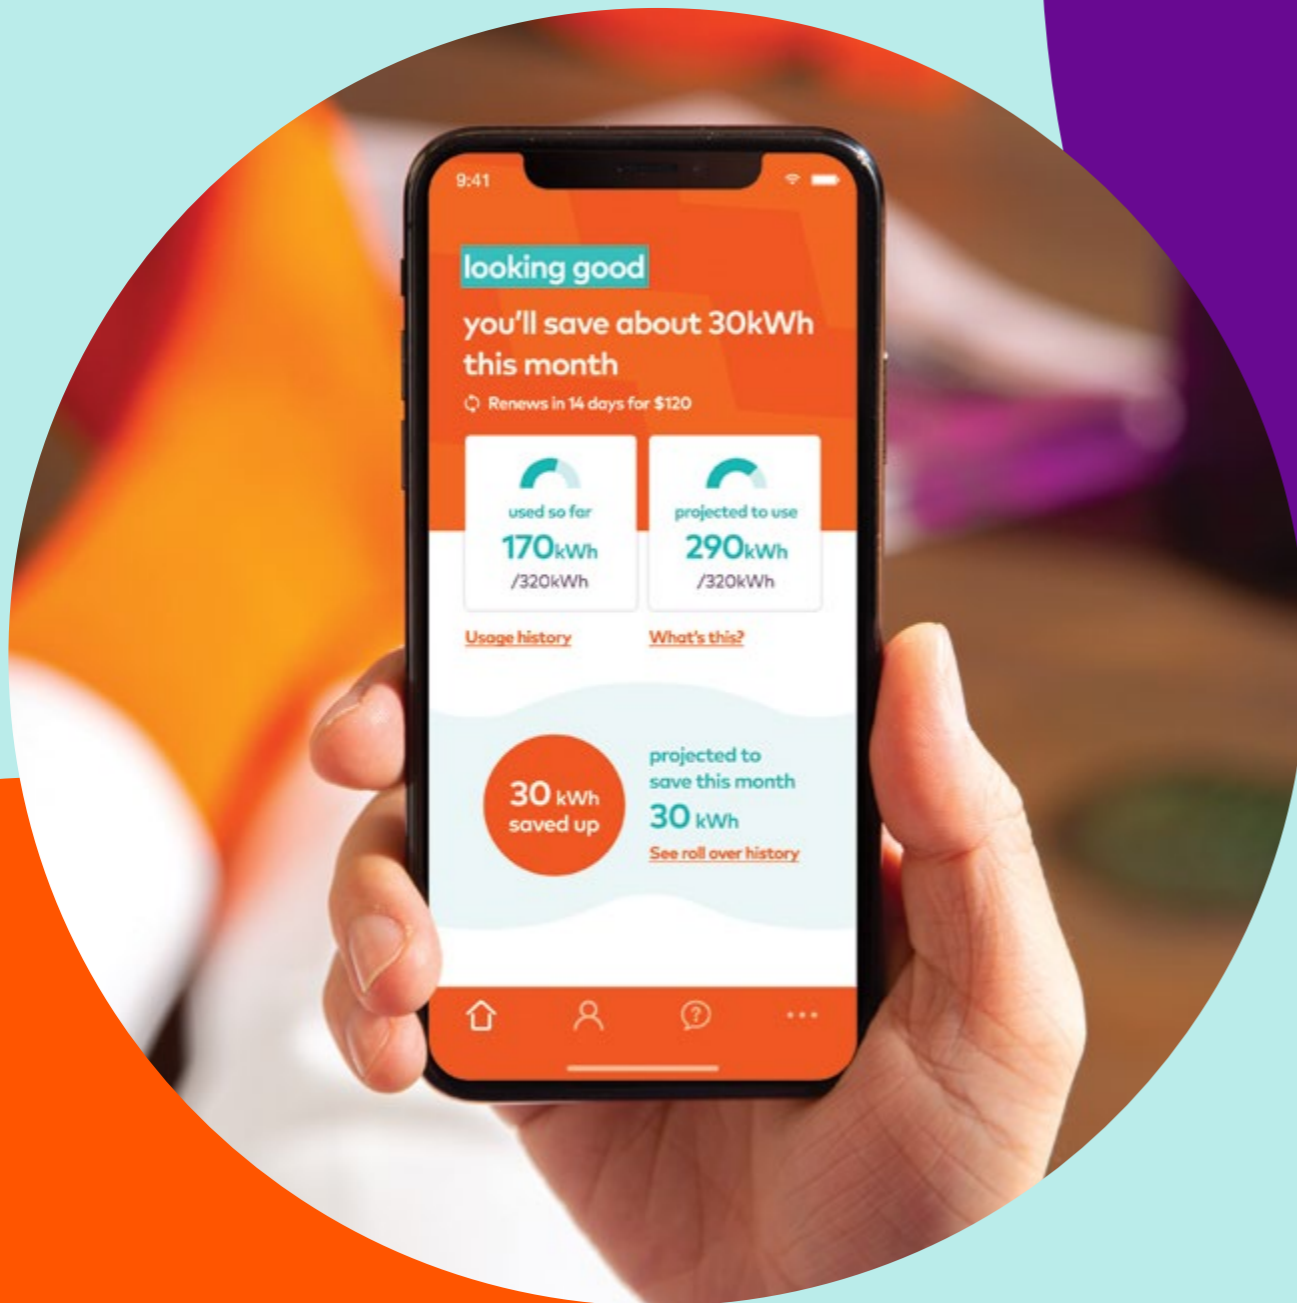 9:41
looking good
you'll save about 30kWh
this month
Renews in 14 days for $120
used so far
170kWh
/320kWh
projected to use
290kWh
/320kWh
Usage history
What's this?
30 kWh
saved up
projected to
save this month
30 kWh
See roll over history